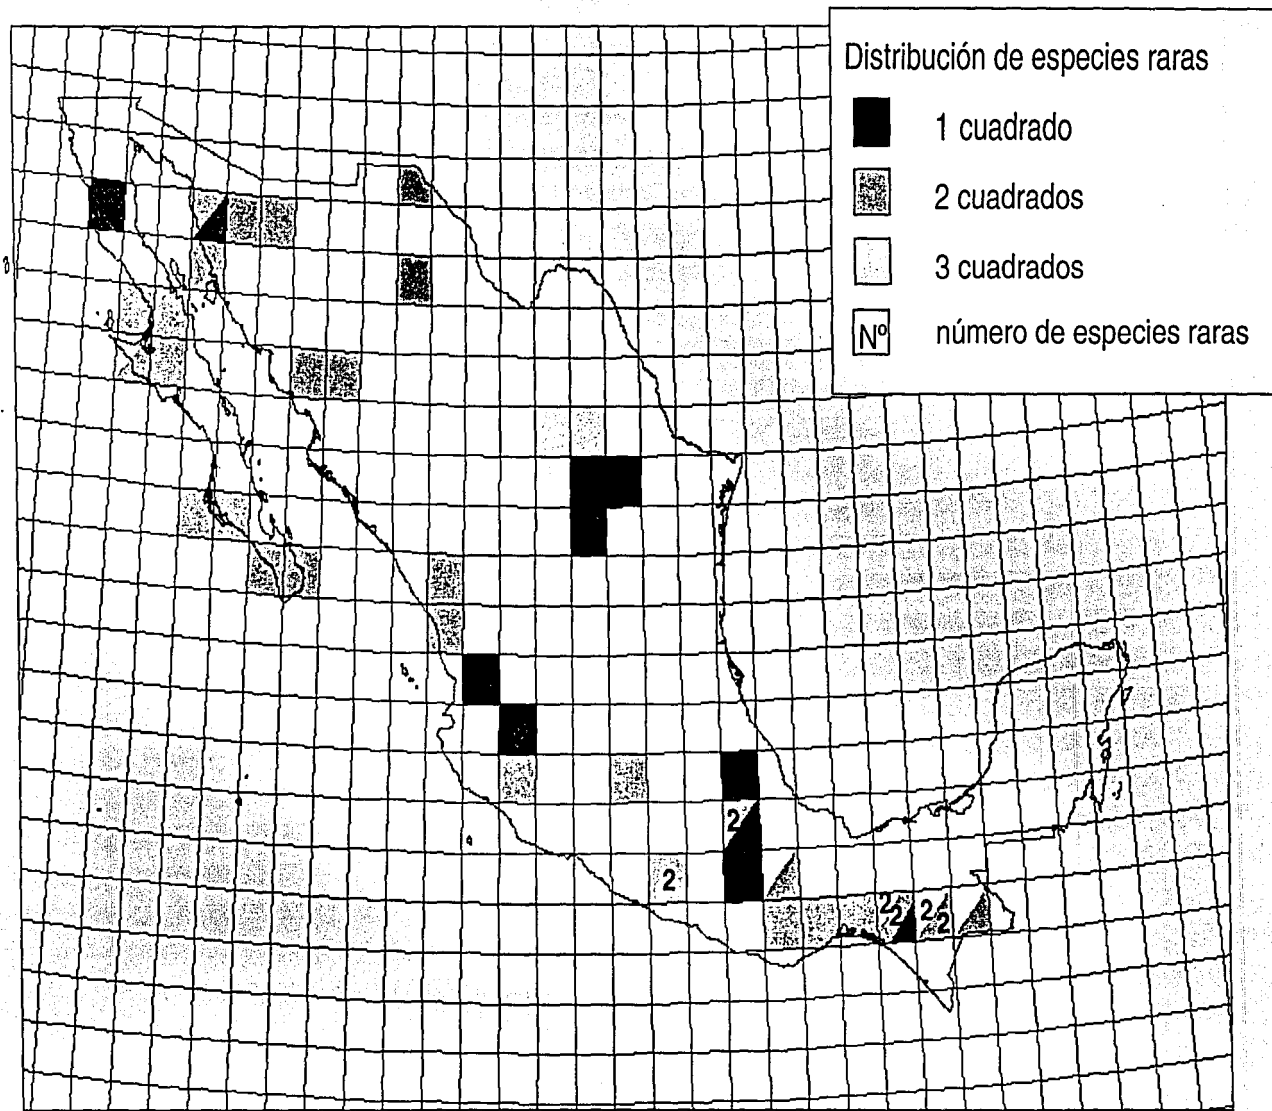 Distribución de especies raras
1 cuadrado
2 cuadrados
3 cuadrados
Nº número de especies raras
2
2
2 2 2 2